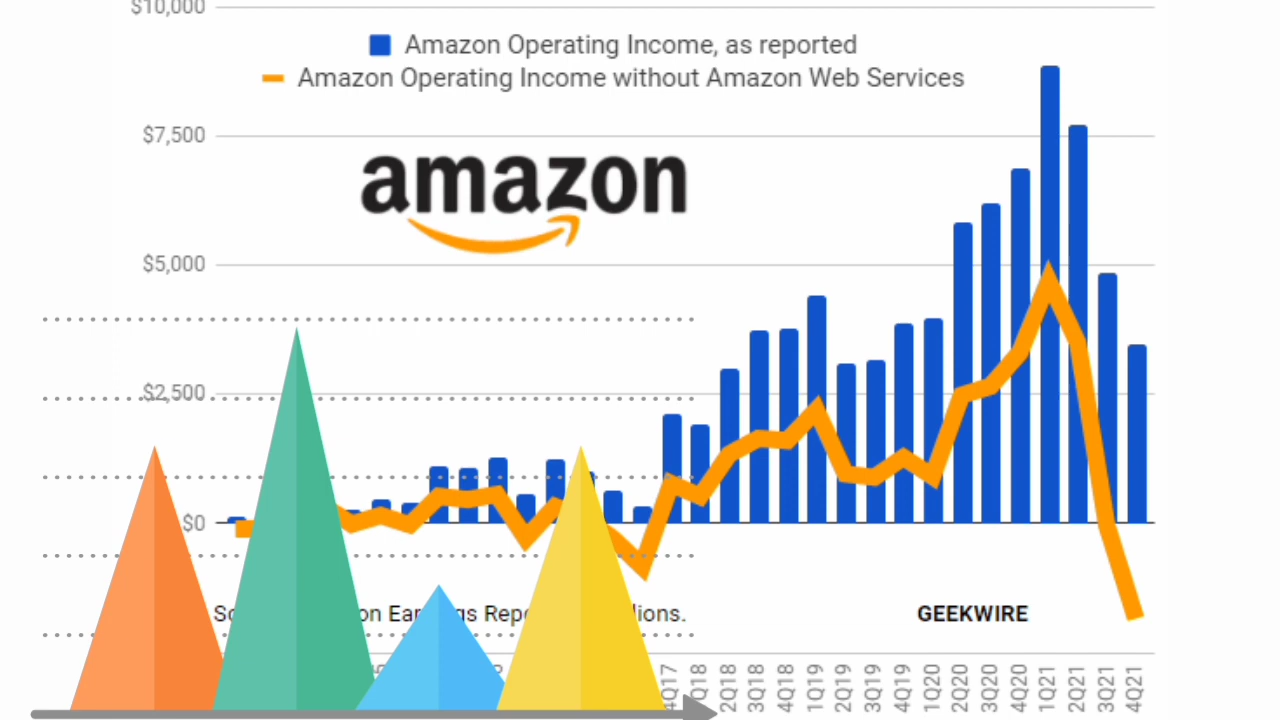 $10,000
Amazon Operating Income, as reported
Amazon Operating Income without Amazon Web Services
$7,500
amazon
$5,000
$2,500
$0
GEEKWIRE
4Q17
1Q18
2Q18
3Q18
4Q18
1Q19
2Q19
3Q19
4Q19
1Q20
2Q20
3Q20
4Q20
1Q21
2Q21
3Q21
4Q21